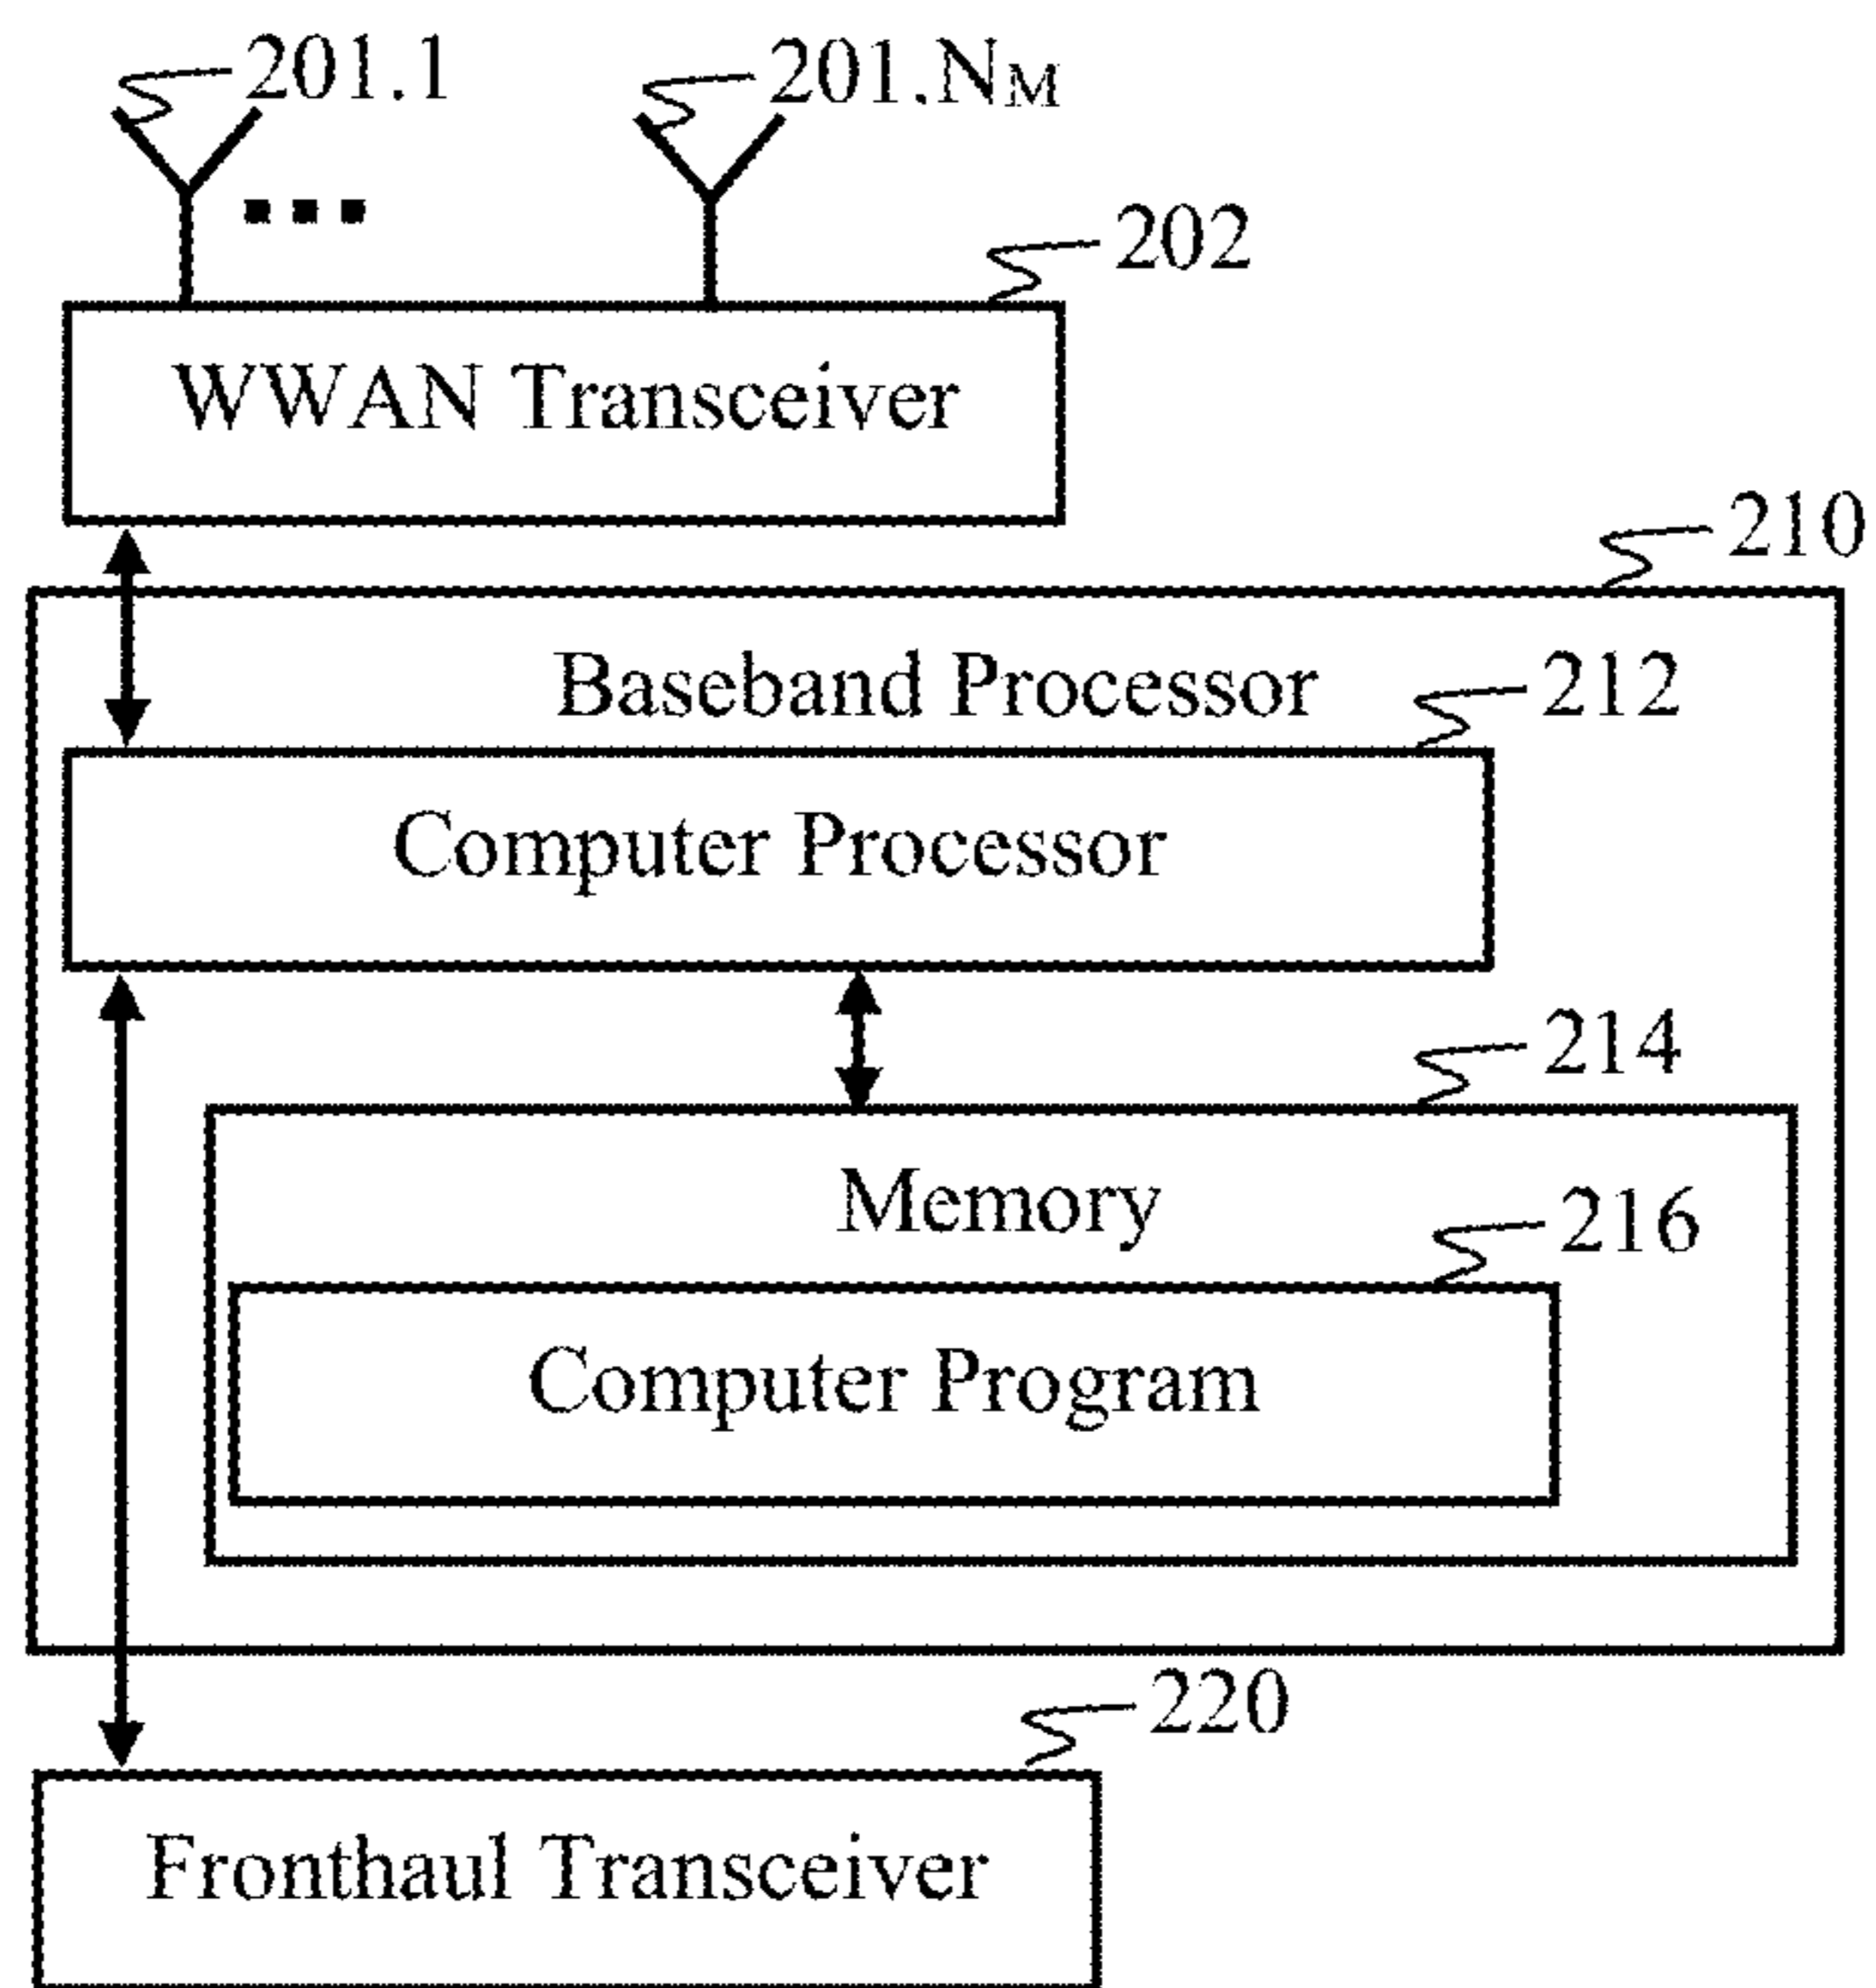 201.1
201.NM
202
WWAN Transceiver
210
Baseband Processor
212
Computer Processor
214
Memory
216
Computer Program
220
Fronthaul Transceiver